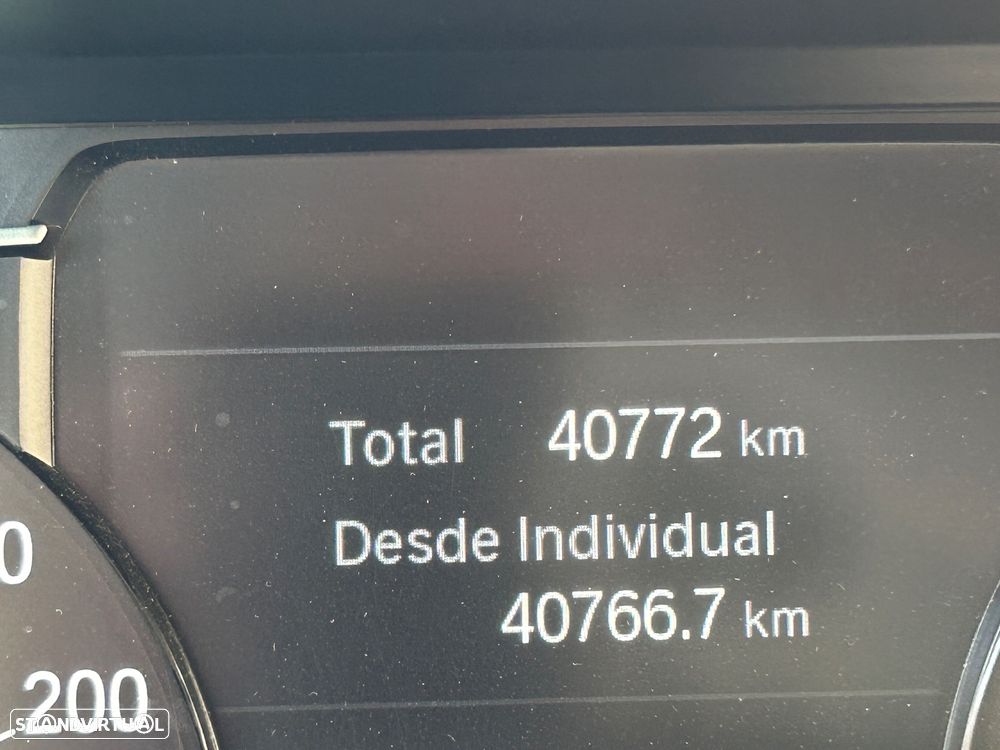 Total 40772 km
Desde Individual
40766.7 km
0
200
STANDVIRTUAL